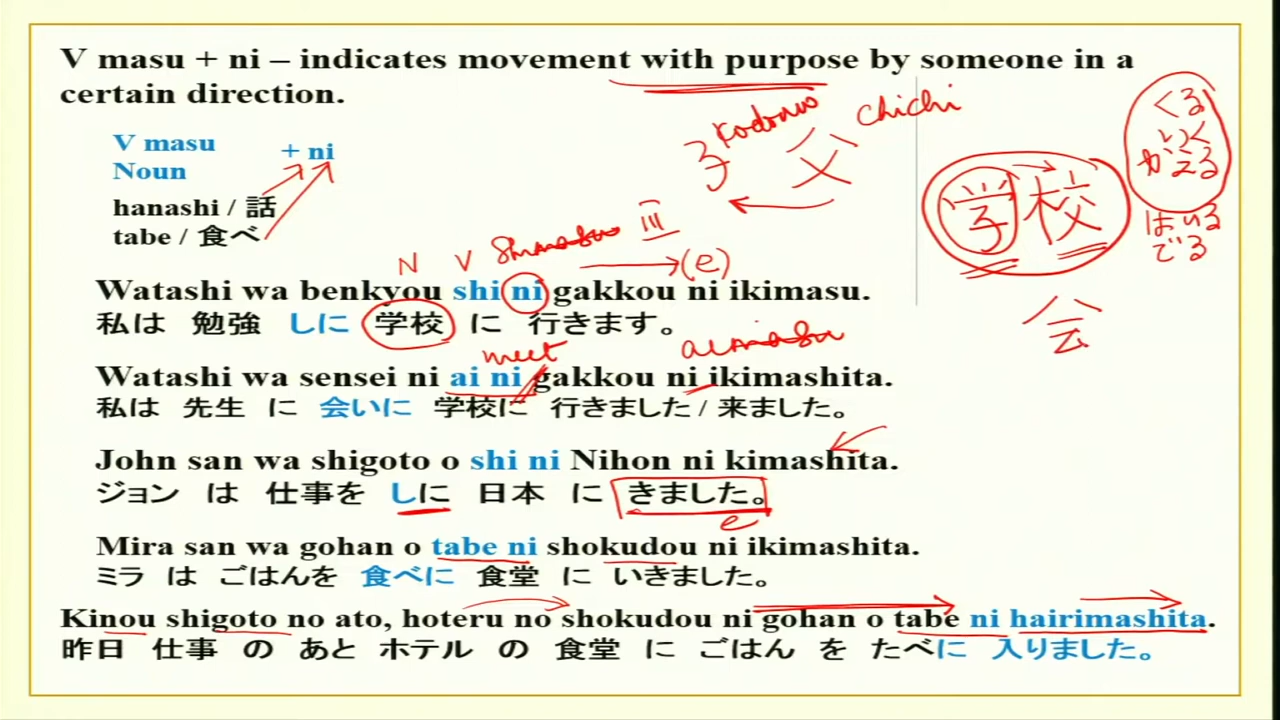 V masu + ni – indicates movement with purpose by someone in a
certain direction.
V masu
Noun
+ ni
hanashi / 話
tabe / 食べ
子 kodomo
父 chichi
学校
くる
いく
かえる
はいる
でる
会
N V Shimasu III
(e)
Watashi wa benkyou shi ni gakkou ni ikimasu.
私は 勉強 しに 学校 に 行きます。
meet
aimasu
Watashi wa sensei ni ai ni gakkou ni ikimashita.
私は 先生 に 会いに 学校に 行きました / 来ました。
John san wa shigoto o shi ni Nihon ni kimashita.
ジョン は 仕事を しに 日本 に きました。
e
Mira san wa gohan o tabe ni shokudou ni ikimashita.
ミラ は ごはんを 食べに 食堂 に いきました。
Kinou shigoto no ato, hoteru no shokudou ni gohan o tabe ni hairimashita.
昨日 仕事 の あと ホテル の 食堂 に ごはん を たべに 入りました。